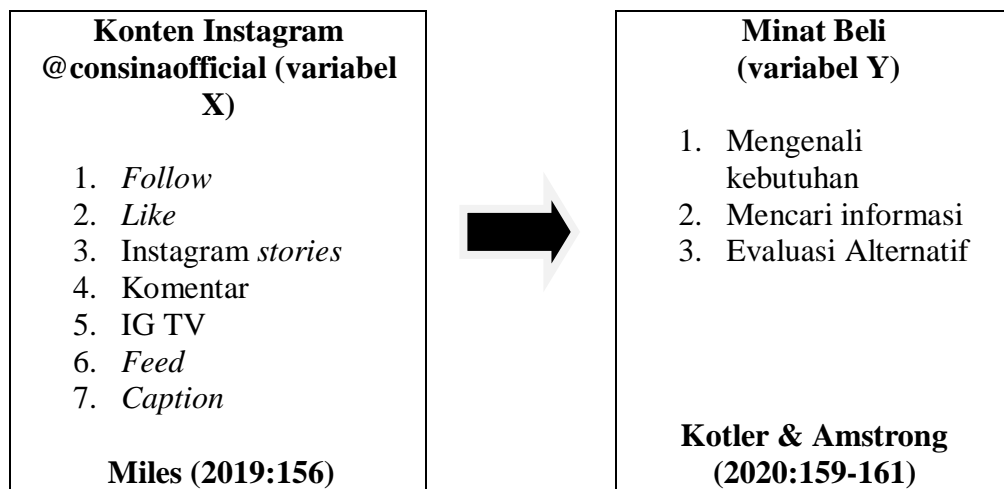 Konten Instagram
@consinaofficial (variabel
X)
1. Follow
2. Like
3. Instagram stories
4. Komentar
5. IG TV
6. Feed
7. Caption
Miles (2019:156)
Minat Beli
(variabel Y)
1. Mengenali
kebutuhan
2. Mencari informasi
3. Evaluasi Alternatif
Kotler & Amstrong
(2020:159-161)